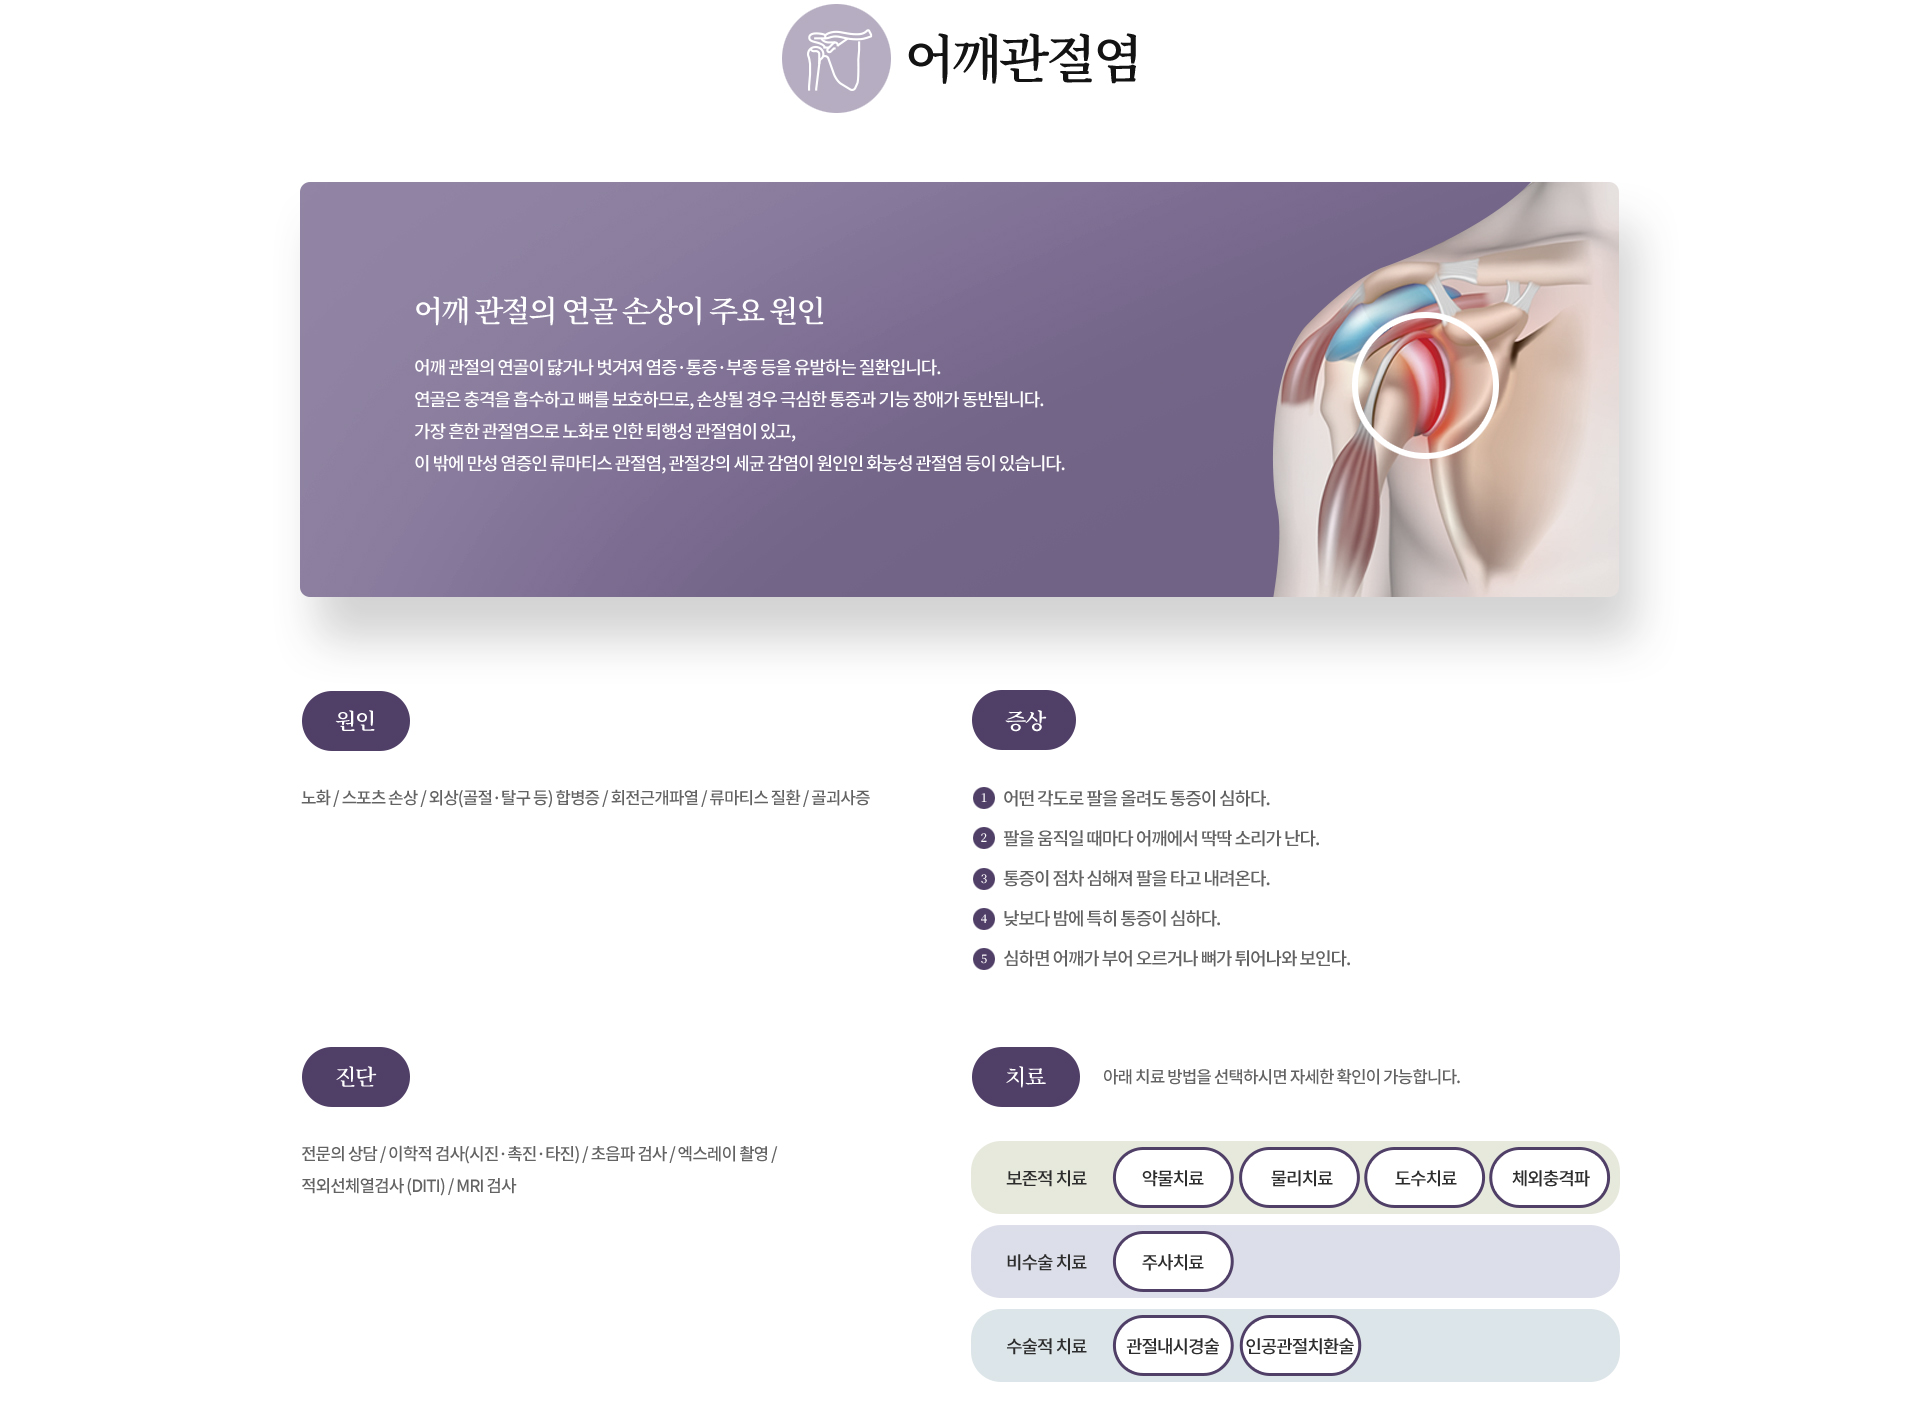 어깨관절염
어깨 관절의 연골 손상이 주요 원인
어깨 관절의 연골이 닳거나 벗겨져 염증·통증·부종 등을 유발하는 질환입니다.
연골은 충격을 흡수하고 뼈를 보호하므로, 손상될 경우 극심한 통증과 기능 장애가 동반됩니다.
가장 흔한 관절염으로 노화로 인한 퇴행성 관절염이 있고,
이 밖에 만성 염증인 류마티스 관절염, 관절강의 세균 감염이 원인인 화농성 관절염 등이 있습니다.
원인
노화 / 스포츠 손상 / 외상(골절·탈구 등) 합병증 / 회전근개파열 / 류마티스 질환 / 골괴사증
증상
1 어떤 각도로 팔을 올려도 통증이 심하다.
2 팔을 움직일 때마다 어깨에서 딱딱 소리가 난다.
3 통증이 점차 심해져 팔을 타고 내려온다.
4 낮보다 밤에 특히 통증이 심하다.
5 심하면 어깨가 부어 오르거나 뼈가 튀어나와 보인다.
진단
전문의 상담 / 이학적 검사(시진·촉진·타진) / 초음파 검사 / 엑스레이 촬영 /
적외선체열검사 (DITI) / MRI 검사
치료 아래 치료 방법을 선택하시면 자세한 확인이 가능합니다.
보존적 치료 약물치료 물리치료 도수치료 체외충격파
비수술 치료 주사치료
수술적 치료 관절내시경술 인공관절치환술